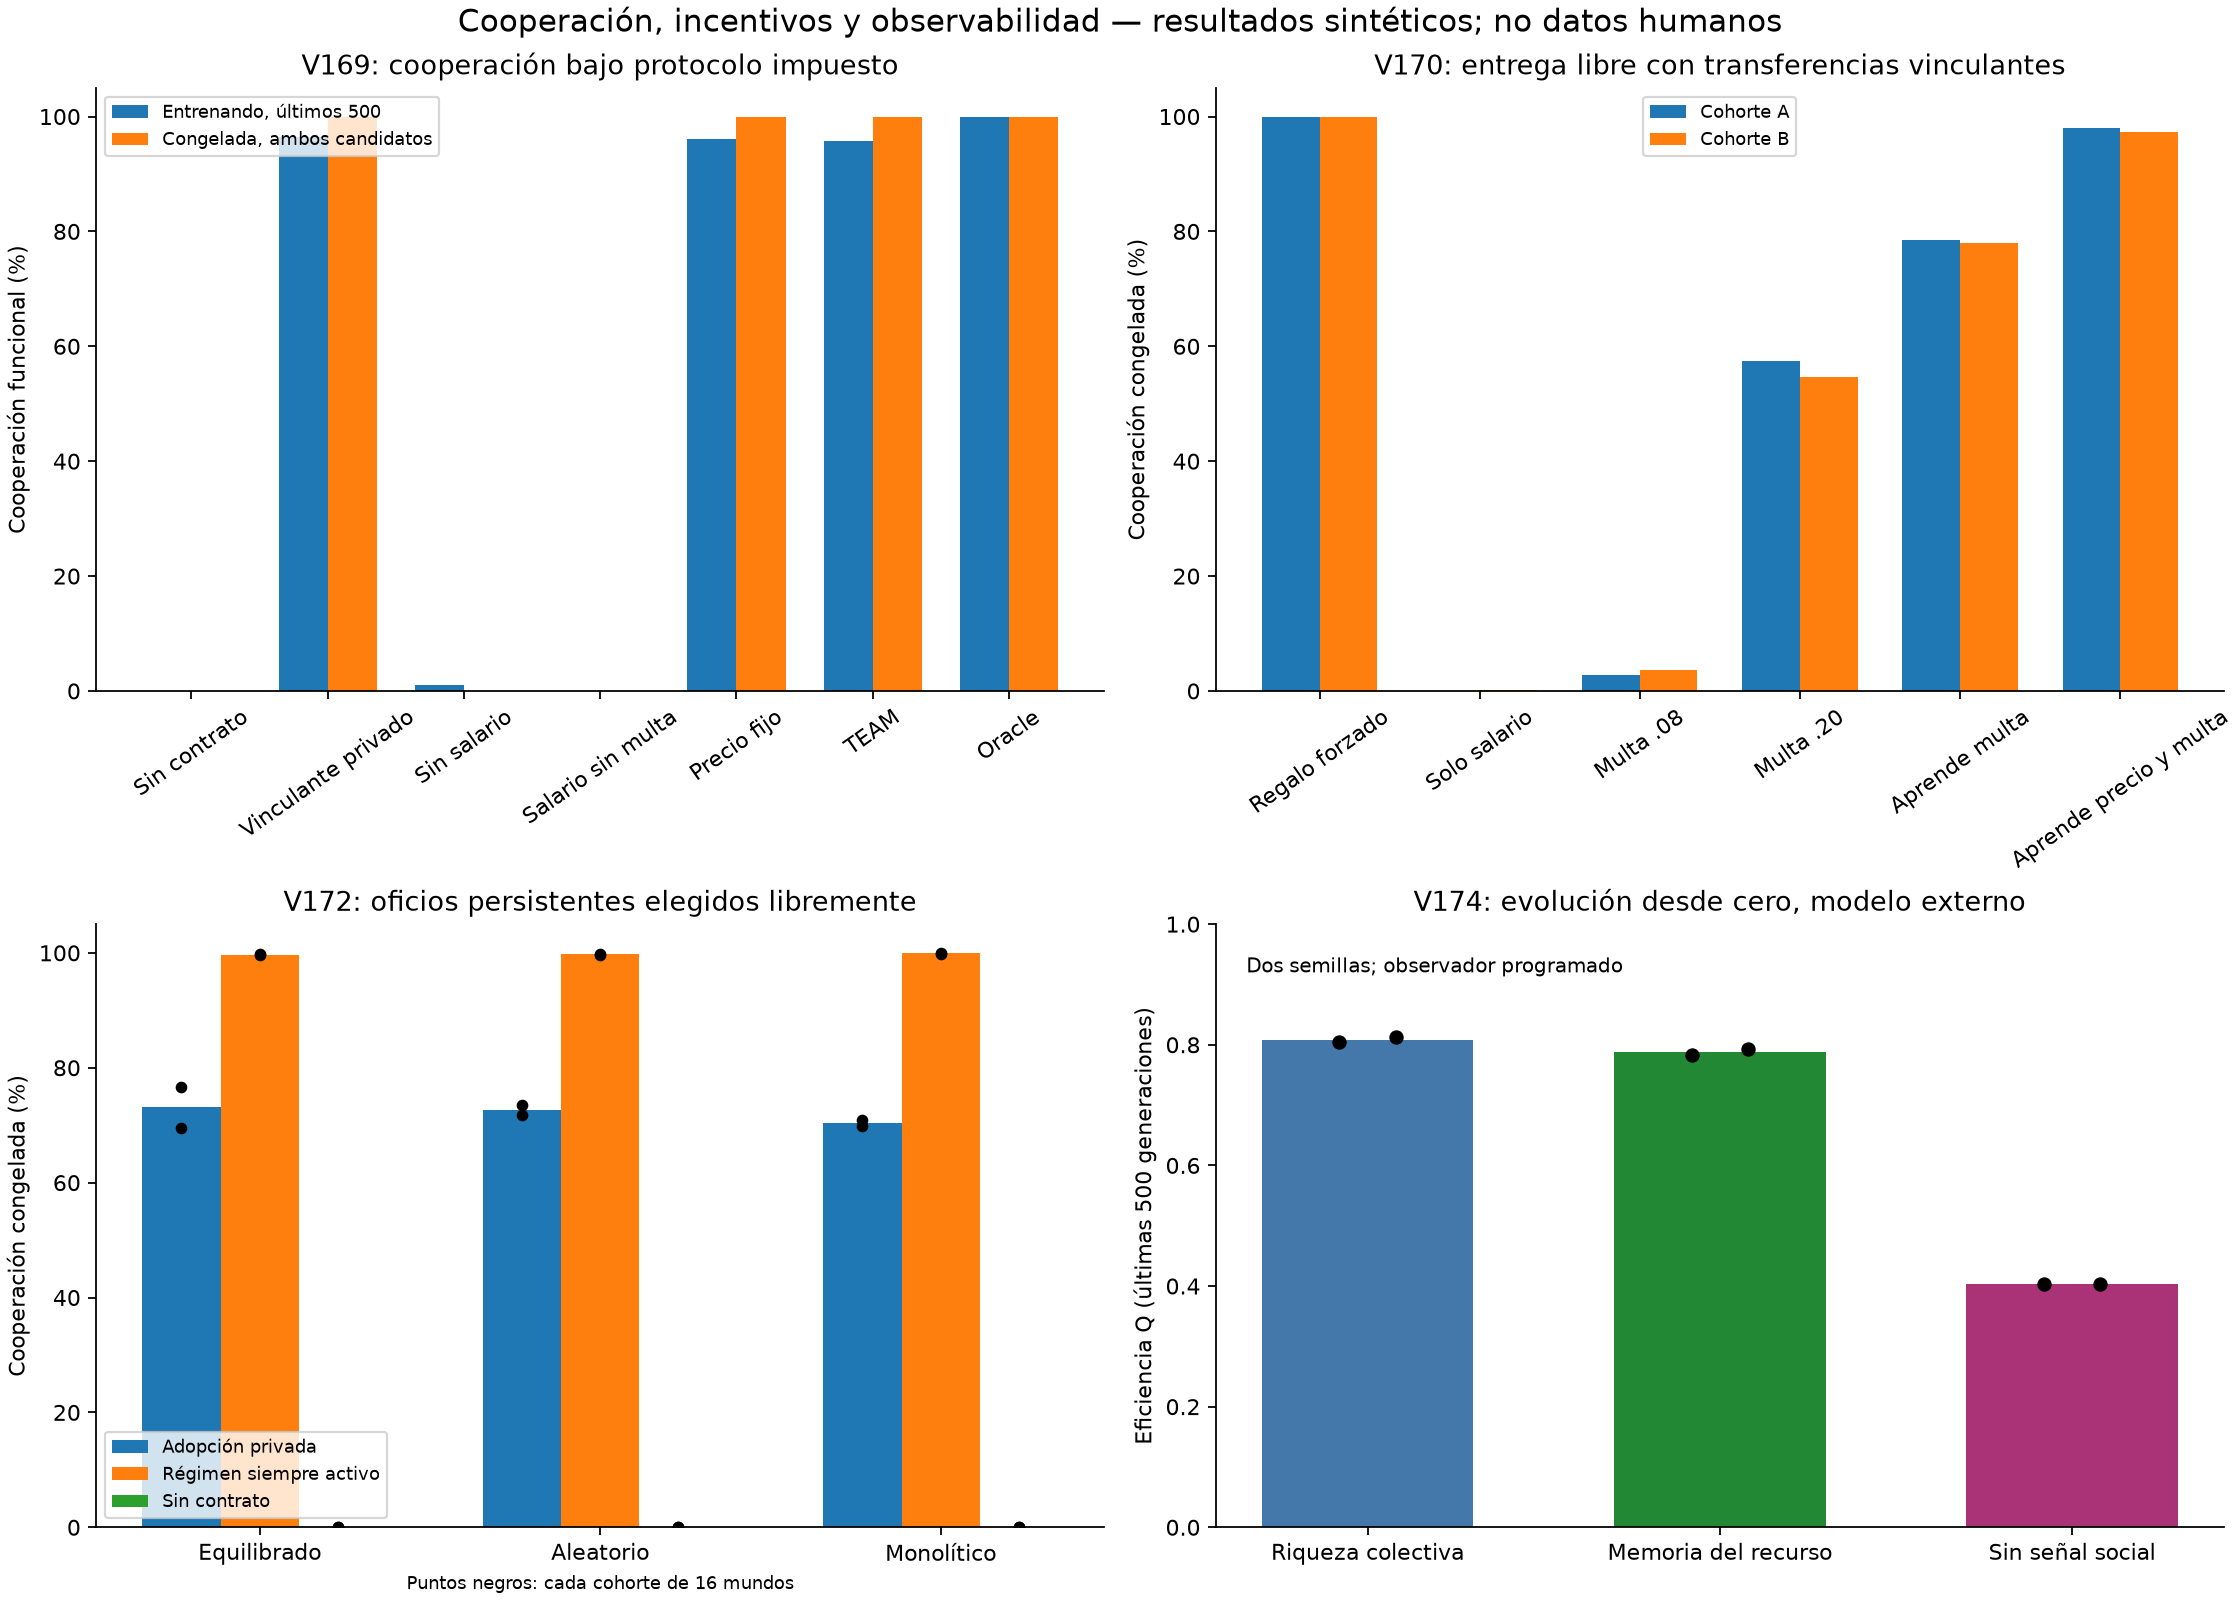 Cooperación, incentivos y observabilidad — resultados sintéticos; no datos humanos
V169: cooperación bajo protocolo impuesto
Cooperación funcional (%)
100
80
60
40
20
0
Entrenando, últimos 500
Congelada, ambos candidatos
Sin contrato
Vinculante privado
Sin salario
Salario sin multa
Precio fijo
TEAM
Oracle
V170: entrega libre con transferencias vinculantes
Cooperación congelada (%)
100
80
60
40
20
0
Cohorte A
Cohorte B
Regalo forzado
Solo salario
Multa .08
Multa .20
Aprende multa
Aprende precio y multa
V172: oficios persistentes elegidos libremente
Cooperación congelada (%)
100
80
60
40
20
0
Adopción privada
Régimen siempre activo
Sin contrato
Equilibrado
Aleatorio
Monolítico
Puntos negros: cada cohorte de 16 mundos
V174: evolución desde cero, modelo externo
Eficiencia Q (últimas 500 generaciones)
1.0
0.8
0.6
0.4
0.2
0.0
Dos semillas; observador programado
Riqueza colectiva
Memoria del recurso
Sin señal social